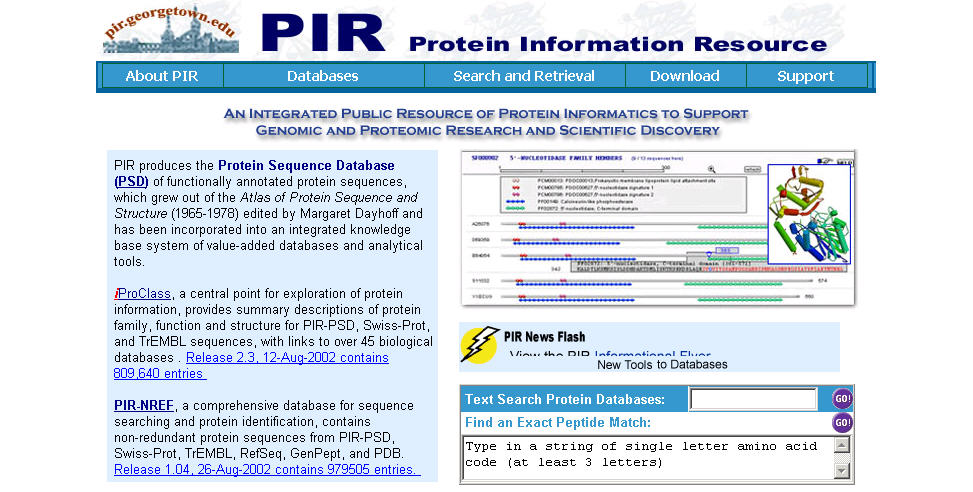 pir.georgetown.edu
PIR Protein Information Resource
About PIR Databases Search and Retrieval Download Support
AN INTEGRATED PUBLIC RESOURCE OF PROTEIN INFORMATICS TO SUPPORT
GENOMIC AND PROTEOMIC RESEARCH AND SCIENTIFIC DISCOVERY
PIR produces the Protein Sequence Database
(PSD) of functionally annotated protein sequences,
which grew out of the Atlas of Protein Sequence and
Structure (1965-1978) edited by Margaret Dayhoff and
has been incorporated into an integrated knowledge
base system of value-added databases and analytical
tools.
iProClass, a central point for exploration of protein
information, provides summary descriptions of protein
family, function and structure for PIR-PSD, Swiss-Prot,
and TrEMBL sequences, with links to over 45 biological
databases . Release 2.3, 12-Aug-2002 contains
809,640 entries
PIR-NREF, a comprehensive database for sequence
searching and protein identification, contains
non-redundant protein sequences from PIR-PSD,
Swiss-Prot, TrEMBL, RefSeq, GenPept, and PDB.
Release 1.04, 26-Aug-2002 contains 979505 entries.
5'-NUCLEOTIDASE FAMILY MEMBERS
300
PIR News Flash
View the PIR Informational Flyer
New Tools to Databases
Text Search Protein Databases: GO!
Find an Exact Peptide Match: GO!
Type in a string of single letter amino acid
code (at least 3 letters)